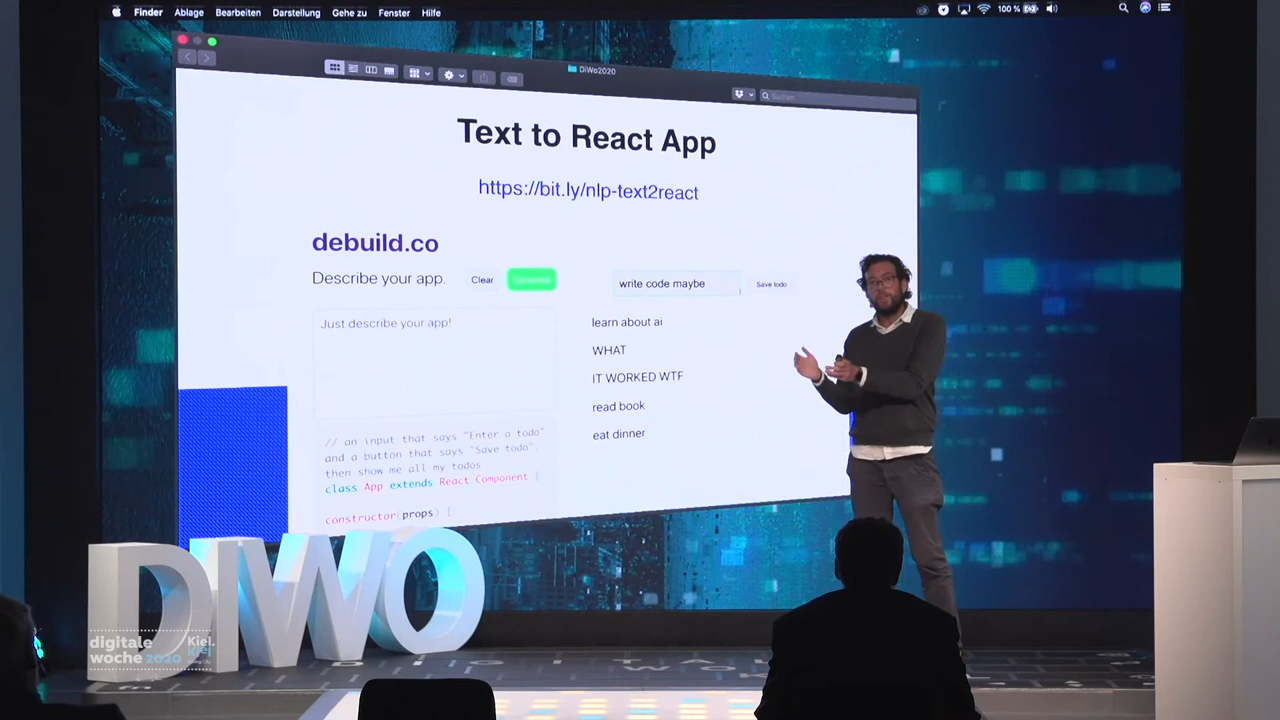 Finder Ablage Bearbeiten Darstellung Gehe zu Fenster Hilfe
100 %
DiWo2020
Suchen
Text to React App
https://bit.ly/nlp-text2react
debuild.co
Describe your app.
Clear
write code maybe
Save todo
Just describe your app!
learn about ai
WHAT
IT WORKED WTF
read book
eat dinner
// an input that says "Enter a todo"
and a button that says "Save todo".
then show me all my todos
class App extends React.Component {
constructor(props) {
DiWO
digitale
woche 2020
Kiel.